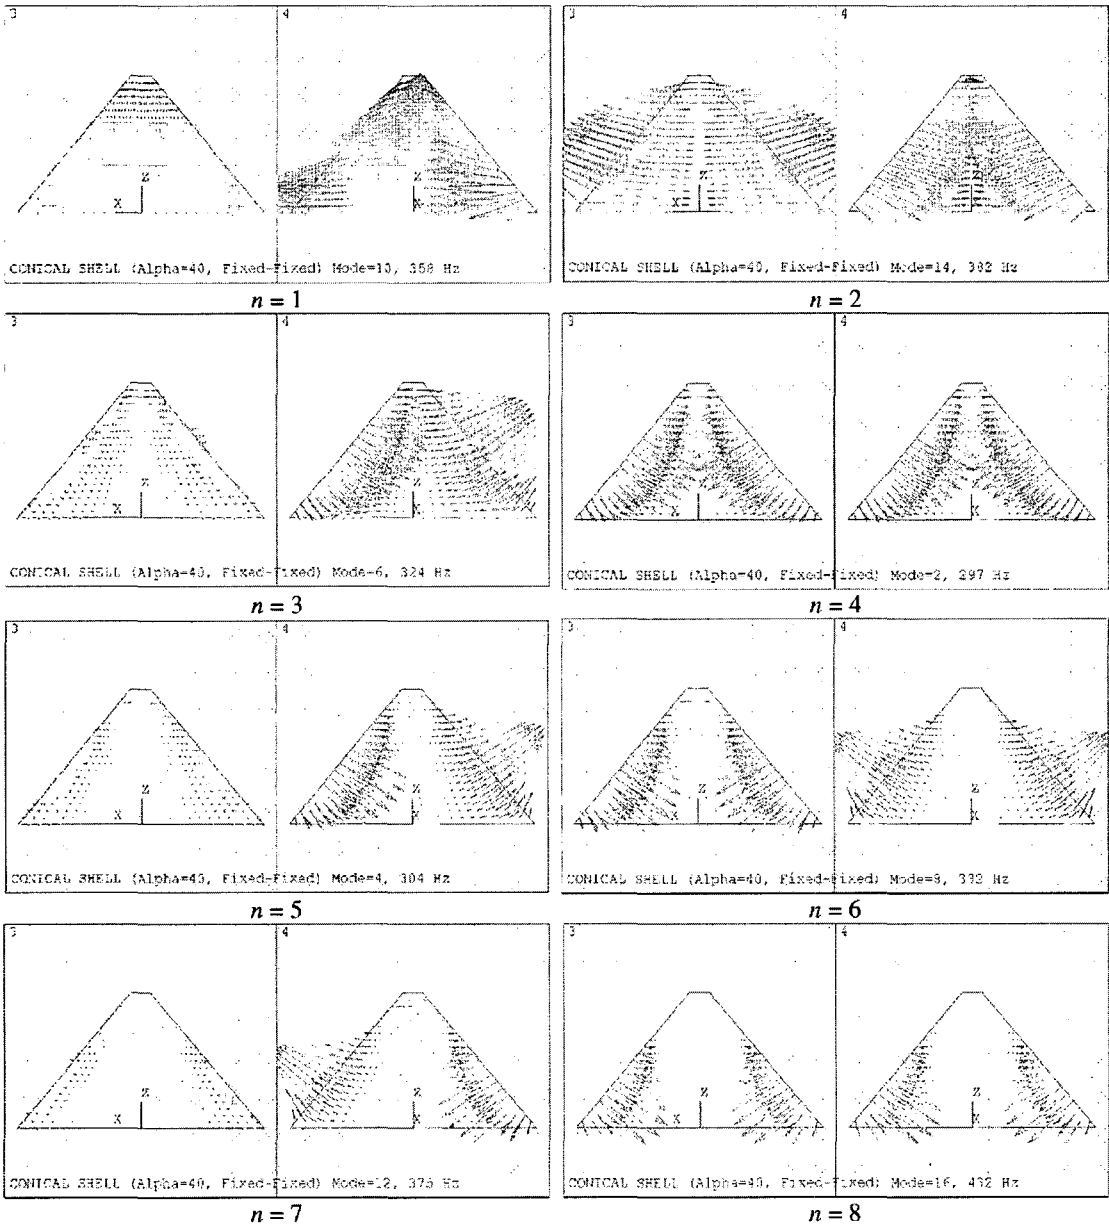 3 4 3 4
Z Z
X X X X
CONICAL SHELL (Alpha=40, Fixed-Fixed) Mode=10, 358 Hz CONICAL SHELL (Alpha=40, Fixed-Fixed) Mode=14, 382 Hz
n = 1 n = 2
3 4 3 4
Z Z
X X X X
CONICAL SHELL (Alpha=40, Fixed-Fixed) Mode=6, 324 Hz CONICAL SHELL (Alpha=40, Fixed-Fixed) Mode=2, 297 Hz
n = 3 n = 4
3 4 3 4
Z Z Z Z
X X X X
CONICAL SHELL (Alpha=40, Fixed-Fixed) Mode=4, 304 Hz CONICAL SHELL (Alpha=40, Fixed-Fixed) Mode=8, 332 Hz
n = 5 n = 6
3 4 3 4
Z Z Z Z
X X X X
CONICAL SHELL (Alpha=40, Fixed-Fixed) Mode=12, 375 Hz CONICAL SHELL (Alpha=40, Fixed-Fixed) Mode=16, 432 Hz
n = 7 n = 8